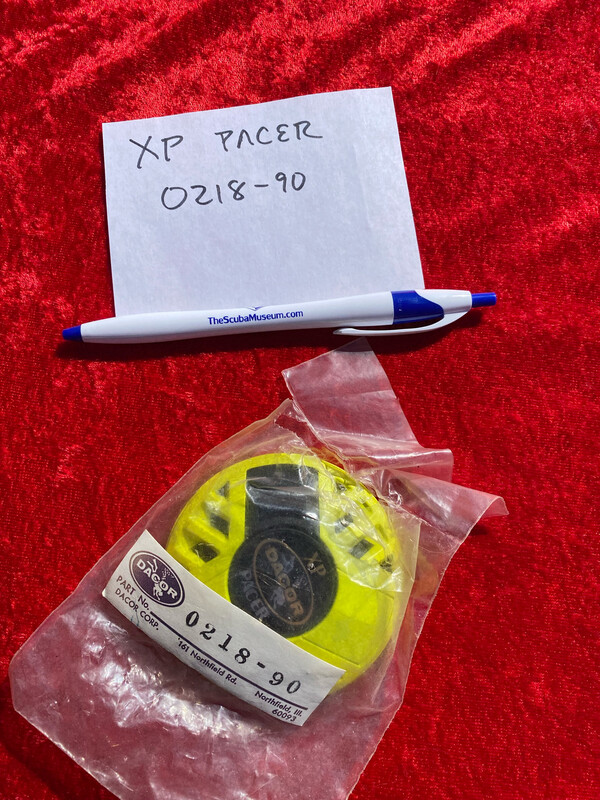 XP PACER
0218-90
TheScubaMuseum.com
XP
DACOR
PACER
DACOR
PART No. 0218-90
DACOR CORP.
161 Northfield Rd.
Northfield, Ill.
60093